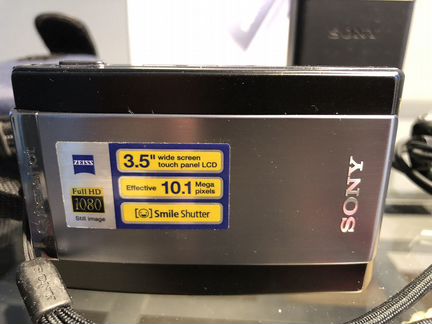 SONY
ZEISS
3.5" wide screen
touch panel LCD
Full HD
1080
Still image
Effective 10.1 Mega
pixels
Smile Shutter
SONY
SONY